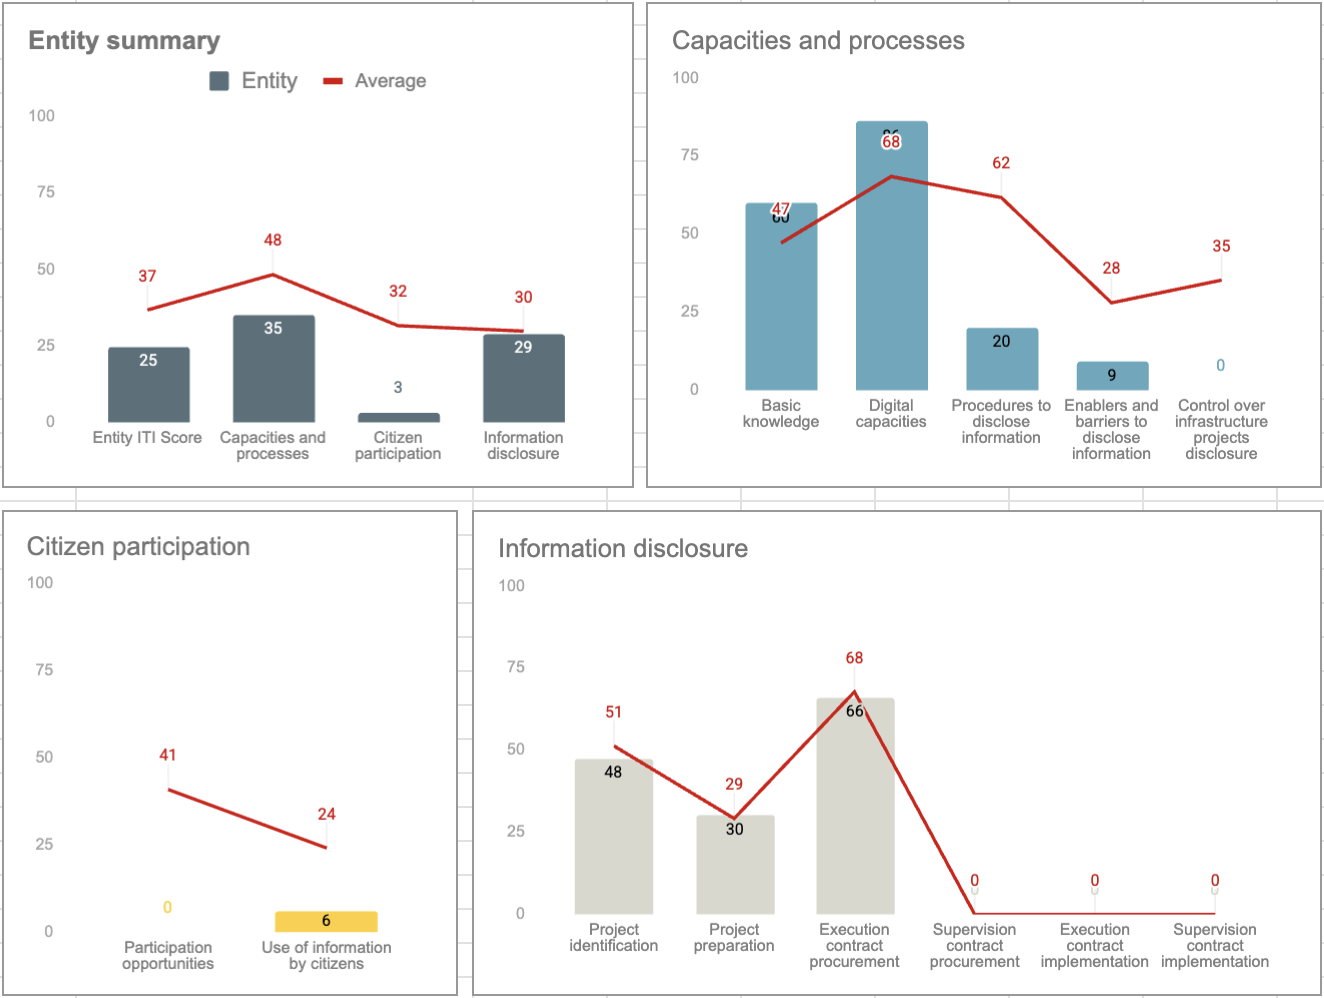 Entity summary
Entity
Average
100
75
50
25
0
37
48
32
30
25
35
3
29
Entity ITI Score
Capacities and
processes
Citizen
participation
Information
disclosure
Capacities and processes
100
75
50
25
0
47
60
86
68
62
28
35
20
9
0
Basic
knowledge
Digital
capacities
Procedures to
disclose
information
Enablers and
barriers to
disclose
information
Control over
infrastructure
projects
disclosure
Citizen participation
100
75
50
25
0
41
24
0
6
Participation
opportunities
Use of information
by citizens
Information disclosure
100
75
50
25
0
51
29
68
48
30
66
0
0
0
0
0
0
Project
identification
Project
preparation
Execution
contract
procurement
Supervision
contract
procurement
Execution
contract
implementation
Supervision
contract
implementation